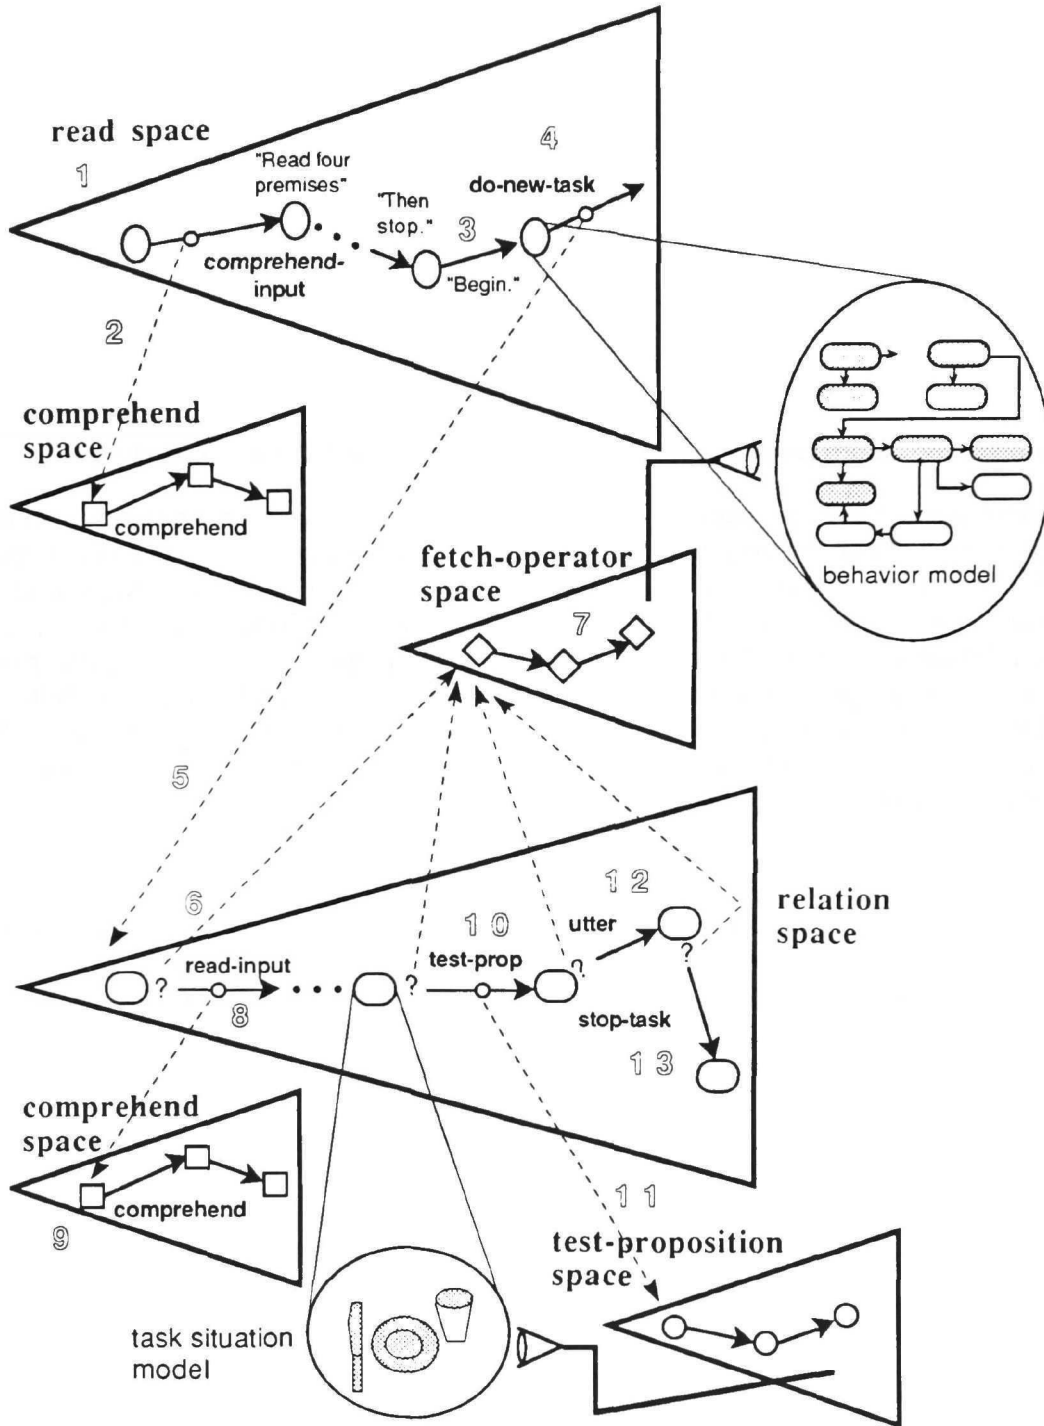 read space
1
"Read four
premises"
4
do-new-task
"Then
stop."
3
comprehend-
input
"Begin."
2
comprehend
space
comprehend
fetch-operator
space
7
behavior model
5
6
12
relation
space
utter
10
read-input
?
test-prop
?
?
?
8
stop-task
13
comprehend
space
comprehend
9
11
test-proposition
space
task situation
model